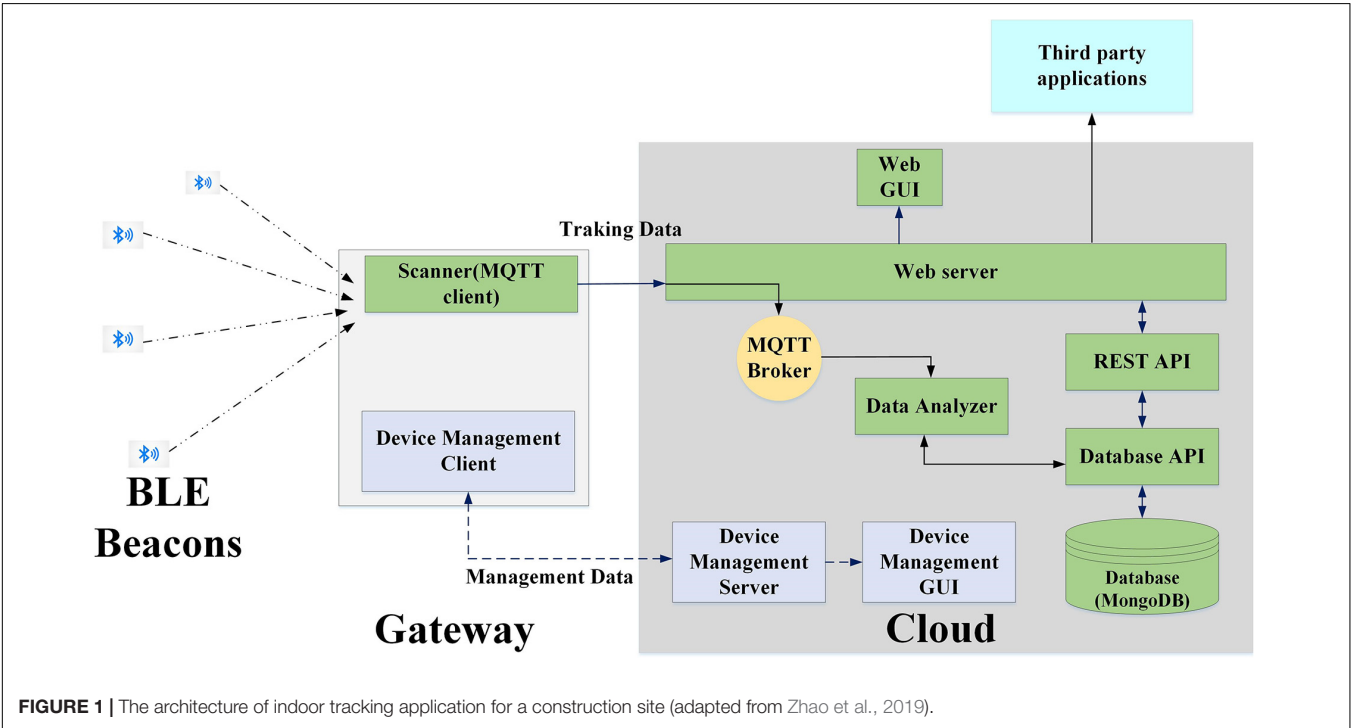 Third party
applications
Web
GUI
Traking Data
Scanner(MQTT
client)
Web server
MQTT
Broker
REST API
Data Analyzer
Device Management
Client
Database API
BLE
Beacons
Device
Management
Server
Device
Management
GUI
Management Data
Database
(MongoDB)
Gateway
Cloud
FIGURE 1 | The architecture of indoor tracking application for a construction site (adapted from Zhao et al., 2019).